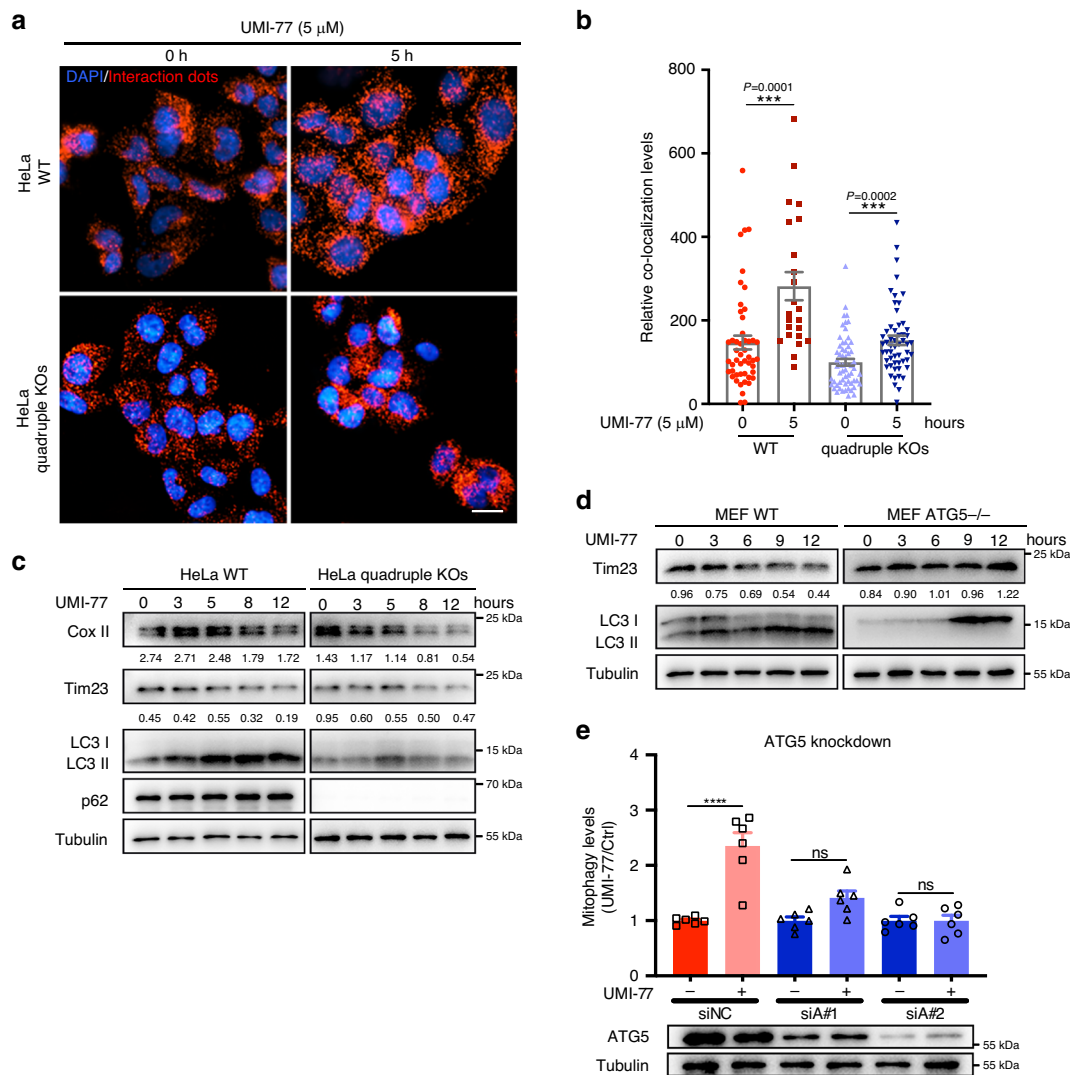 a
UMI-77 (5 μM)
0 h 5 h
DAPI/Interaction dots
HeLa
WT
HeLa
quadruple KOs
b
800
600
400
200
0
Relative co-localization levels
P=0.0001
***
P=0.0002
***
0 5 0 5
UMI-77 (5 μM) hours
WT quadruple KOs
c
HeLa WT HeLa quadruple KOs
UMI-77 0 3 5 8 12 0 3 5 8 12 hours
Cox II 25 kDa
2.74 2.71 2.48 1.79 1.72 1.43 1.17 1.14 0.81 0.54
Tim23 25 kDa
0.45 0.42 0.55 0.32 0.19 0.95 0.60 0.55 0.50 0.47
LC3 I
LC3 II 15 kDa
p62 70 kDa
Tubulin 55 kDa
d
MEF WT MEF ATG5–/–
UMI-77 0 3 6 9 12 0 3 6 9 12 hours
Tim23 25 kDa
0.96 0.75 0.69 0.54 0.44 0.84 0.90 1.01 0.96 1.22
LC3 I 15 kDa
LC3 II
Tubulin 55 kDa
e
ATG5 knockdown
4
3
2
1
0
Mitophagy levels
(UMI-77/Ctrl)
****
ns
ns
UMI-77 – + – + – +
siNC siA#1 siA#2
ATG5 55 kDa
Tubulin 55 kDa